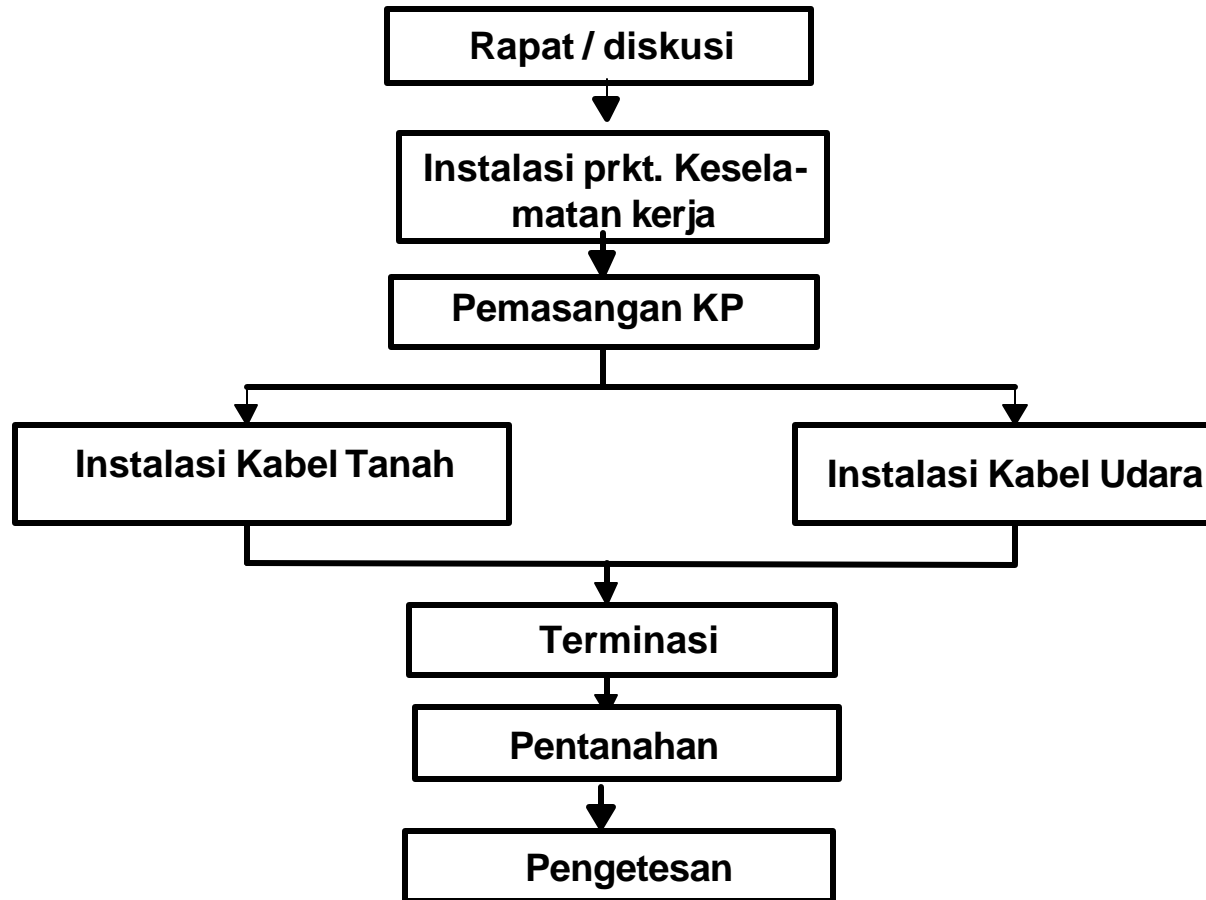 Rapat / diskusi
Instalasi prkt. Kesela-
matan kerja
Pemasangan KP
Instalasi Kabel Tanah
Instalasi Kabel Udara
Terminasi
Pentanahan
Pengetesan